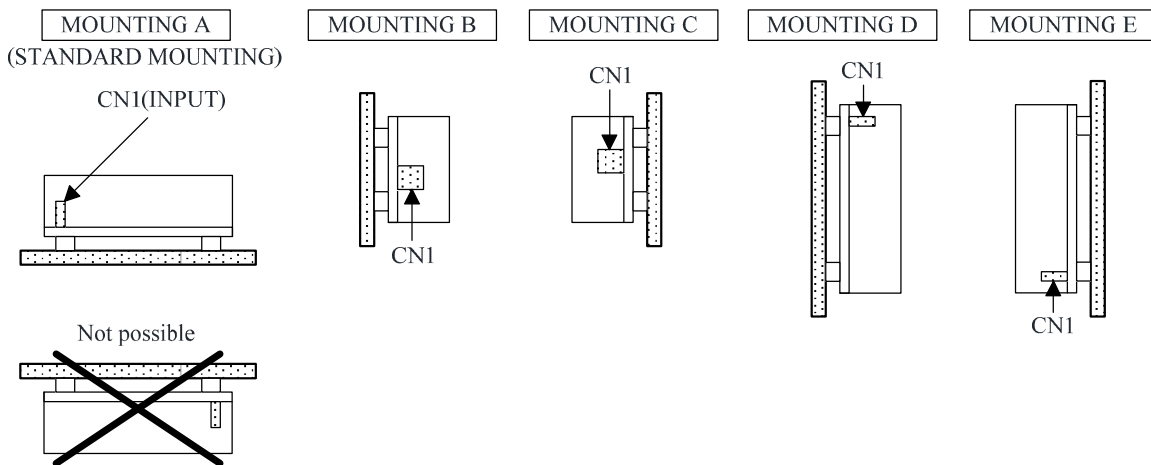 MOUNTING A
(STANDARD MOUNTING)
CN1(INPUT)
Not possible
MOUNTING B
CN1
MOUNTING C
CN1
MOUNTING D
CN1
MOUNTING E
CN1